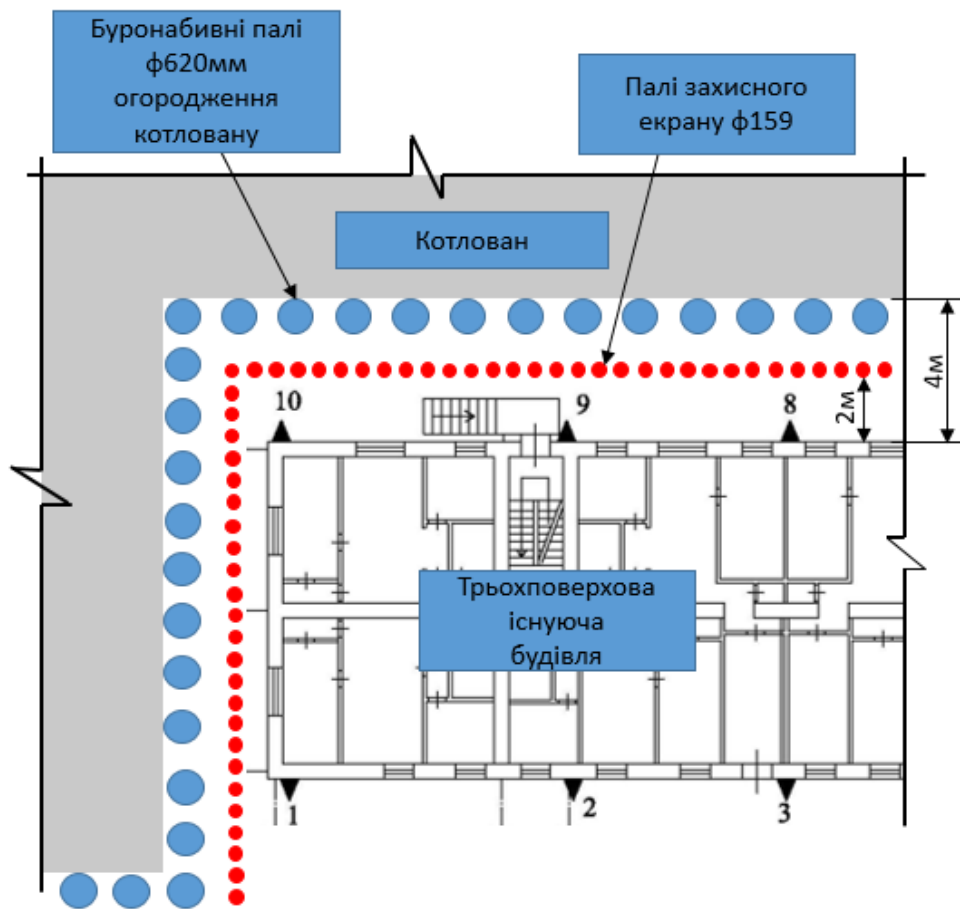 Буронабивні палі
ф620мм
огородження
котловану
Палі захисного
екрану ф159
Котлован
4м
2м
10
9
8
Трьохповерхова
існуюча
будівля
1
2
3